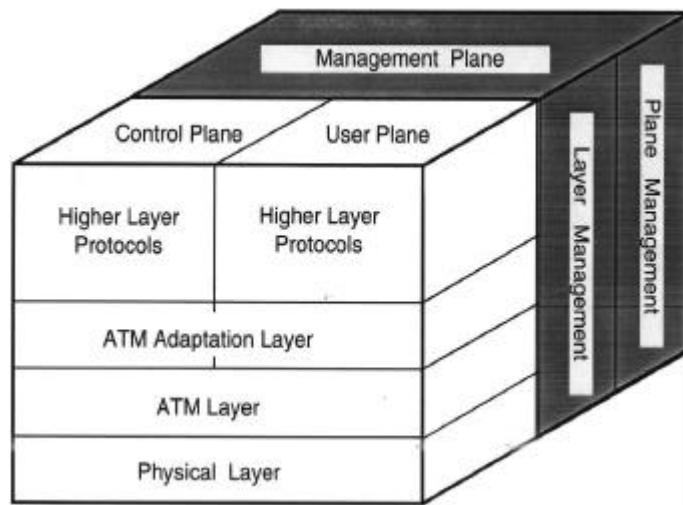 Management Plane
Control Plane
User Plane
Higher Layer
Protocols
Higher Layer
Protocols
ATM Adaptation Layer
ATM Layer
Physical Layer
Layer Management
Plane Management